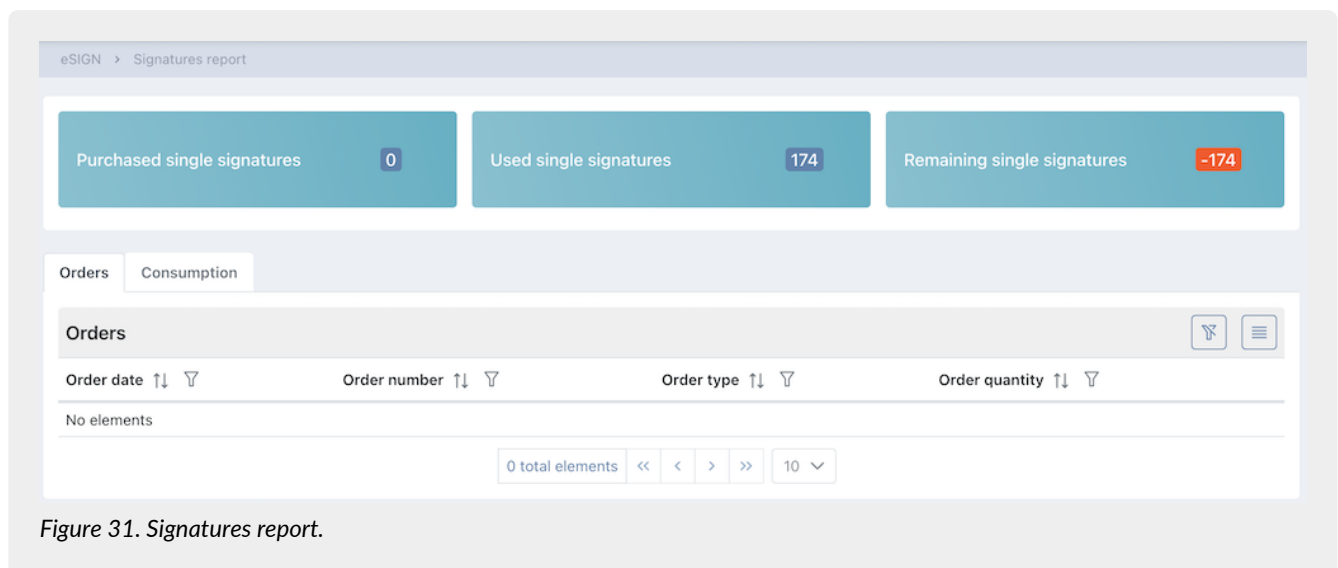 eSIGN > Signatures report
Purchased single signatures 0 Used single signatures 174 Remaining single signatures -174
Orders Consumption
Orders
Order date Order number Order type Order quantity
No elements
0 total elements << < > >> 10
Figure 31. Signatures report.